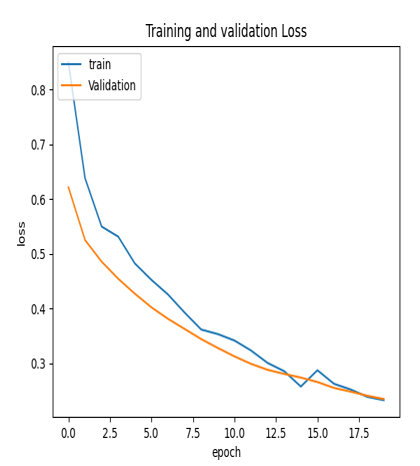 Training and validation Loss
train
Validation
0.8
0.7
0.6
0.5
0.4
0.3
loss
0.0 2.5 5.0 7.5 10.0 12.5 15.0 17.5
epoch